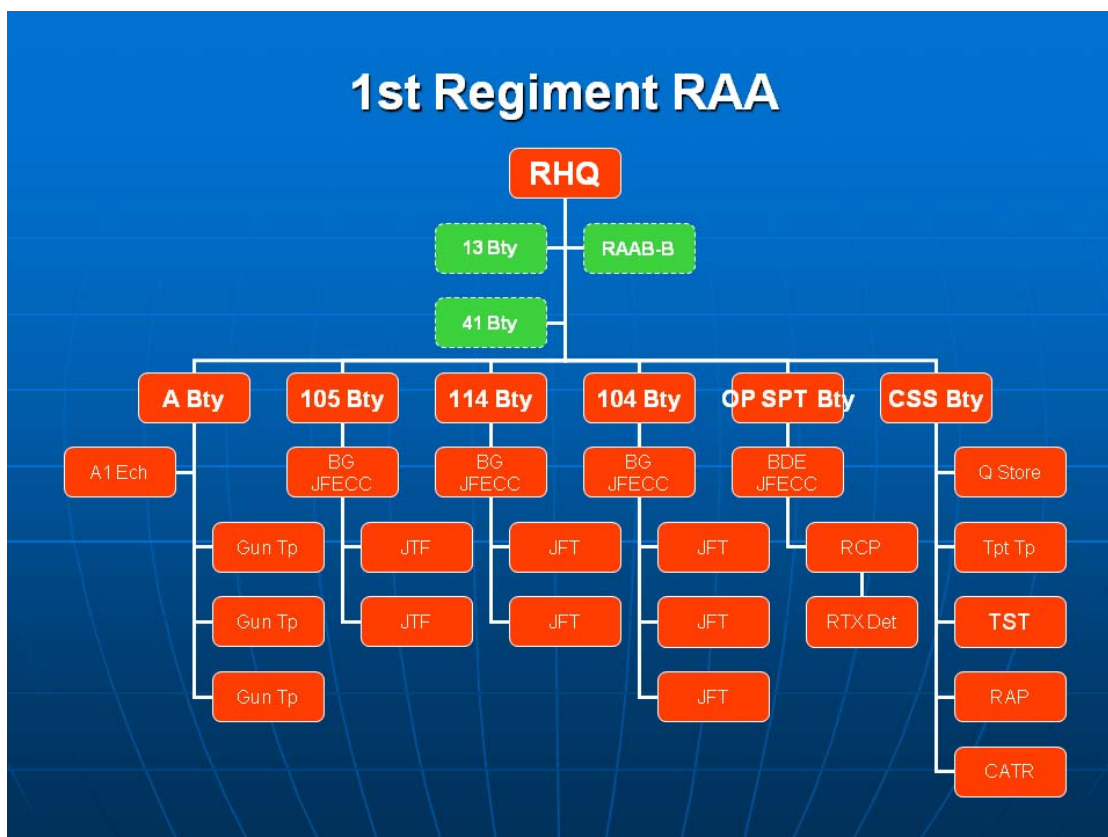 1st Regiment RAA
RHQ
13 Bty
RAAB-B
41 Bty
A Bty
105 Bty
114 Bty
104 Bty
OP SPT Bty
CSS Bty
A1 Ech
BG
JFECC
BG
JFECC
BG
JFECC
BDE
JFECC
Q Store
Gun Tp
JTF
JFT
JFT
RCP
Tpt Tp
Gun Tp
JTF
JFT
JFT
RTX Det
TST
Gun Tp
JFT
RAP
CATR